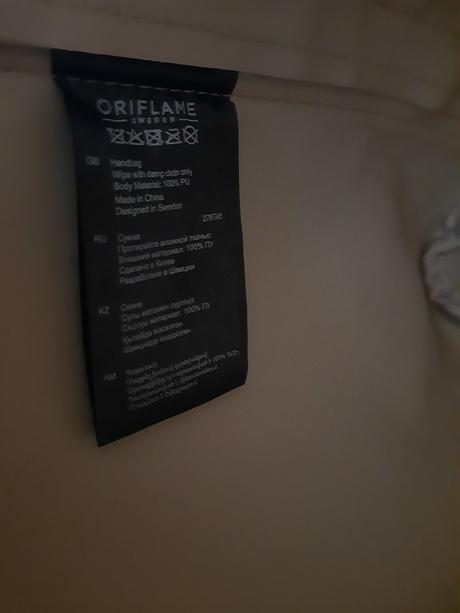 ORIFLAME
SWEDEN
GB Handbag
Wipe with damp cloth only
Body Material: 100% PU
Made in China
Designed in Sweden
27675
RU Сумка
Протирайте влажной тканью
Внешний материал: 100% ПУ
Сделано в Китае
Разработано в Швеции
KZ Сөмке
Сулы матамен сүртіңіз
Сыртқы материал: 100% ПУ
Қытайда жасалған
Швецияда әзірленген
AM Պայուսակ